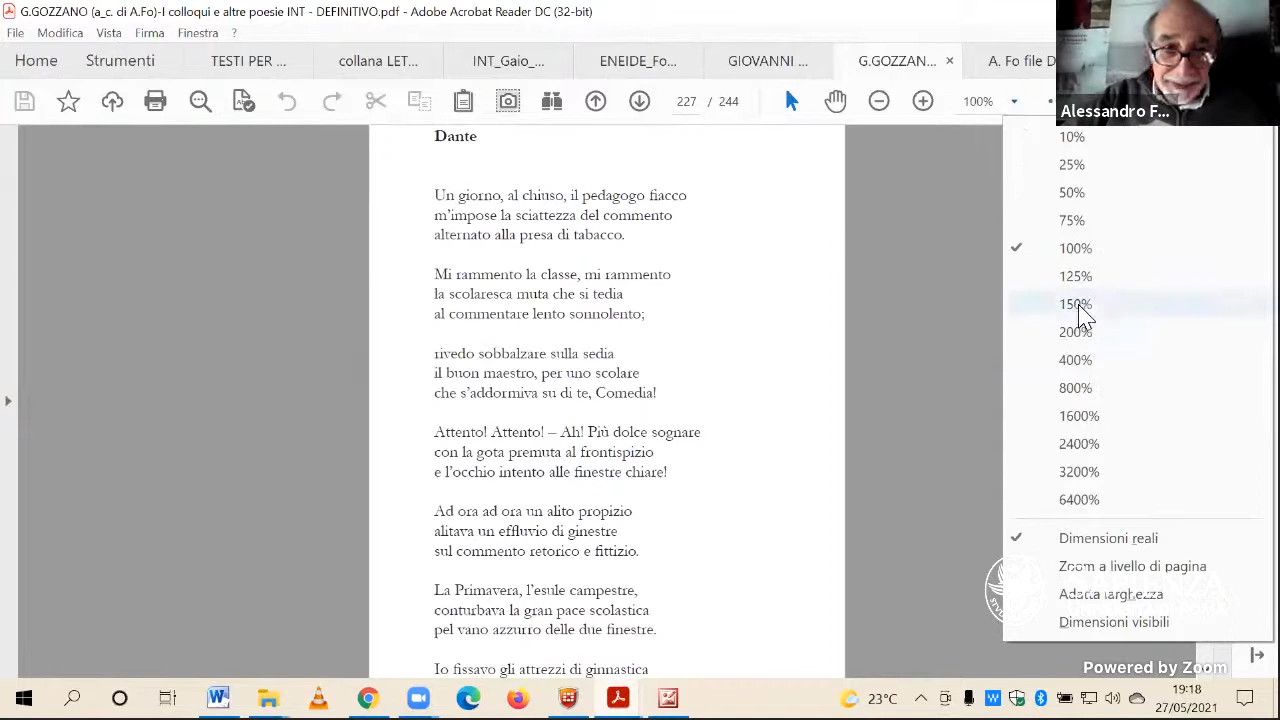 G.GOZZANO (a_c. di A.Fo)-I colloqui e altre poesie INT - DEFINITIVO.pdf - Adobe Acrobat Reader DC (32-bit)
File Modifica Vista Firma Finestra ?
Home Strumenti TESTI PER ... collana LET... INT_Gaio_... ENEIDE_Fo... GIOVANNI ... G.GOZZAN... × A. Fo file D
227 / 244 100%
Alessandro F...
Dante
Un giorno, al chiuso, il pedagogo fiacco
m'impose la sciattezza del commento
alternato alla presa di tabacco.
Mi rammento la classe, mi rammento
la scolaresca muta che si tedia
al commentare lento sonnolento;
rivedo sobbalzare sulla sedia
il buon maestro, per uno scolare
che s'addormiva su di te, Comedia!
Attento! Attento! – Ah! Più dolce sognare
con la gota premuta al frontispizio
e l'occhio intento alle finestre chiare!
Ad ora ad ora un alito propizio
alitava un effluvio di ginestre
sul commento retorico e fittizio.
La Primavera, l'esule campestre,
conturbava la gran pace scolastica
pel vano azzurro delle due finestre.
Io fissavo gli attrezzi di ginnastica
10%
25%
50%
75%
100%
125%
150%
200%
400%
800%
1600%
2400%
3200%
6400%
Dimensioni reali
Zoom a livello di pagina
Adatta larghezza
Dimensioni visibili
SAPIENZA
Powered by Zoom
23°C
19:18
27/05/2021